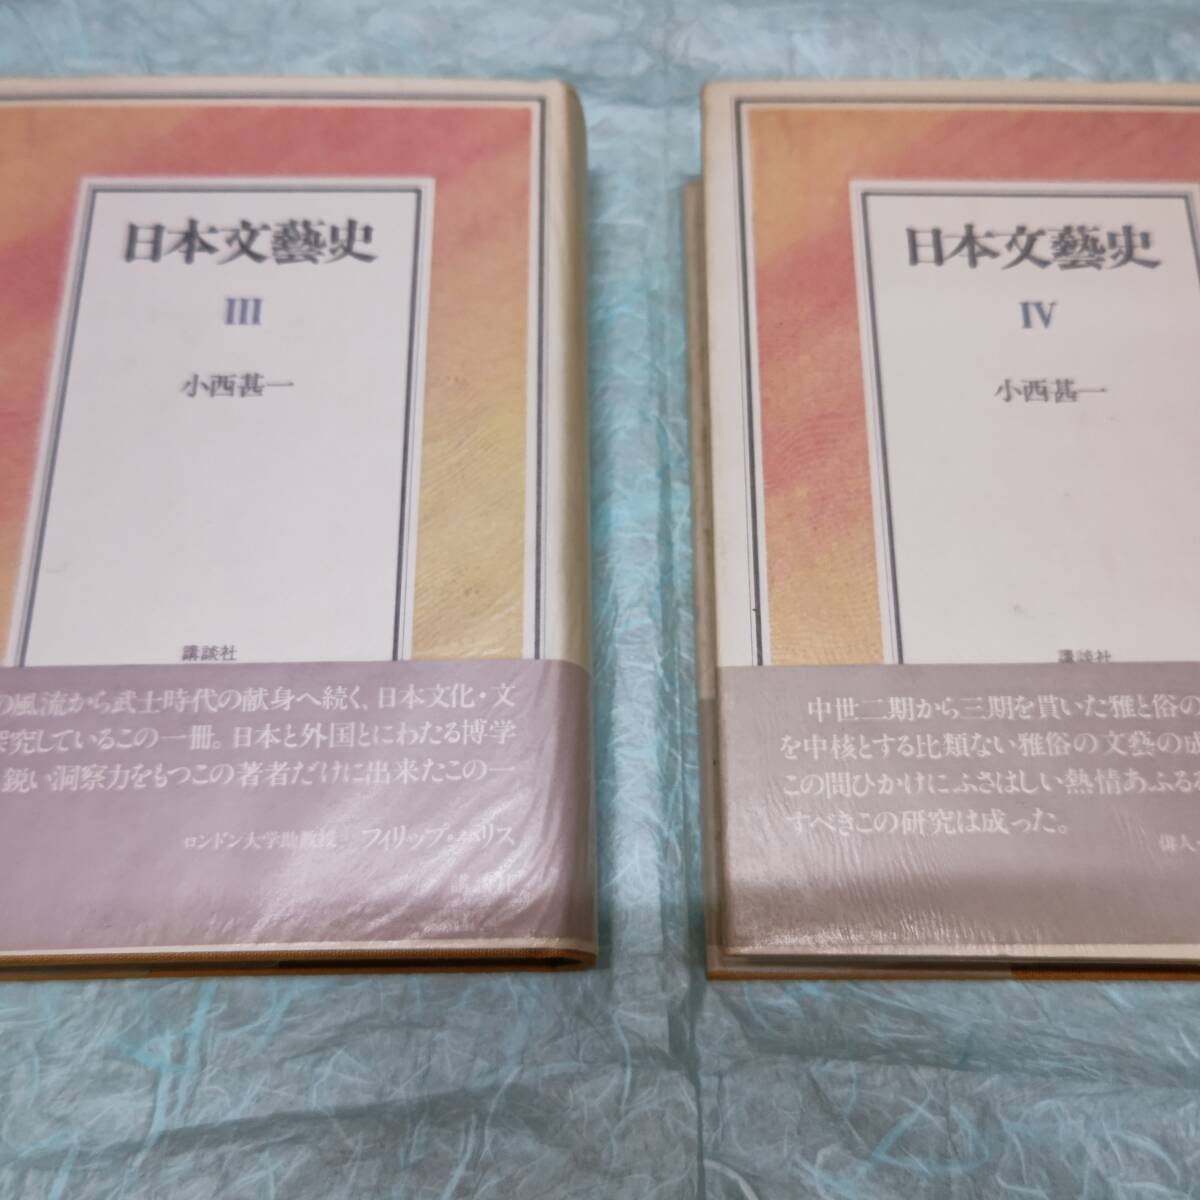 日本文藝史
III
小西甚一
講談社
の風流から武士時代の献身へ続く、日本文化・文
究しているこの一冊。日本と外国とにわたる博学
鋭い洞察力をもつこの著者だけに出来たこの一
ロンドン大学助教授 フィリップ・ハリス
日本文藝史
IV
小西甚一
講談社
中世二期から三期を貫いた雅と俗の
を中核とする比類ない雅俗の文藝の成
この問ひかけにふさはしい熱情あふるる
すべきこの研究は成った。